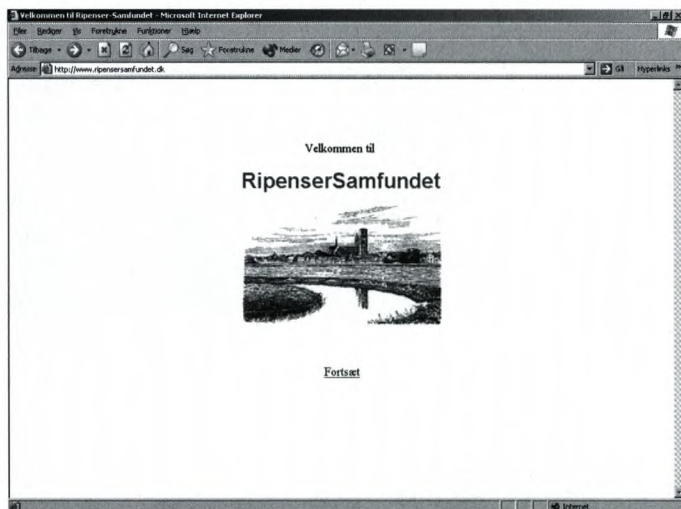 Velkommen til Ripenser-Samfundet - Microsoft Internet Explorer
Filer Rediger Vis Foretrukne Funktioner Hjælp
Tilbage Søg Foretrukne Medier
Adresse http://www.ripensersamfundet.dk Gå Hyperlinks
Velkommen til
RipenserSamfundet
Fortsæt
Internet